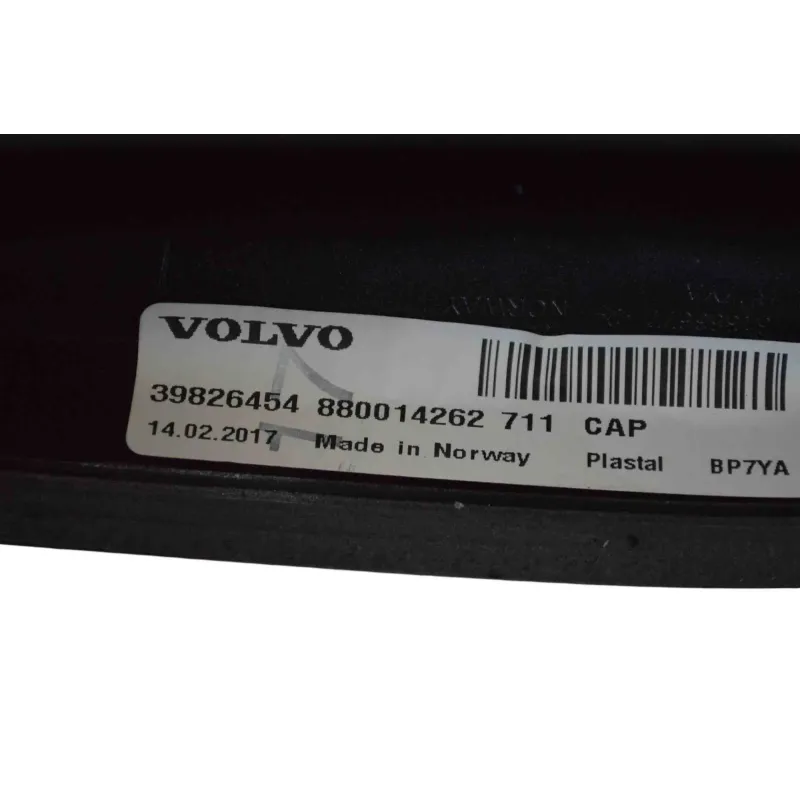 VOLVO
39826454 880014262 711 CAP
14.02.2017 Made in Norway Plastal BP7YA